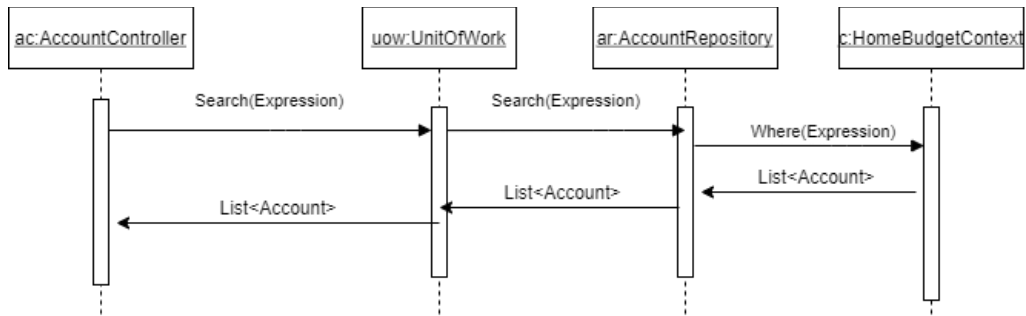 ac:AccountController
uow:UnitOfWork
ar:AccountRepository
c:HomeBudgetContext
Search(Expression)
Search(Expression)
Where(Expression)
List<Account>
List<Account>
List<Account>